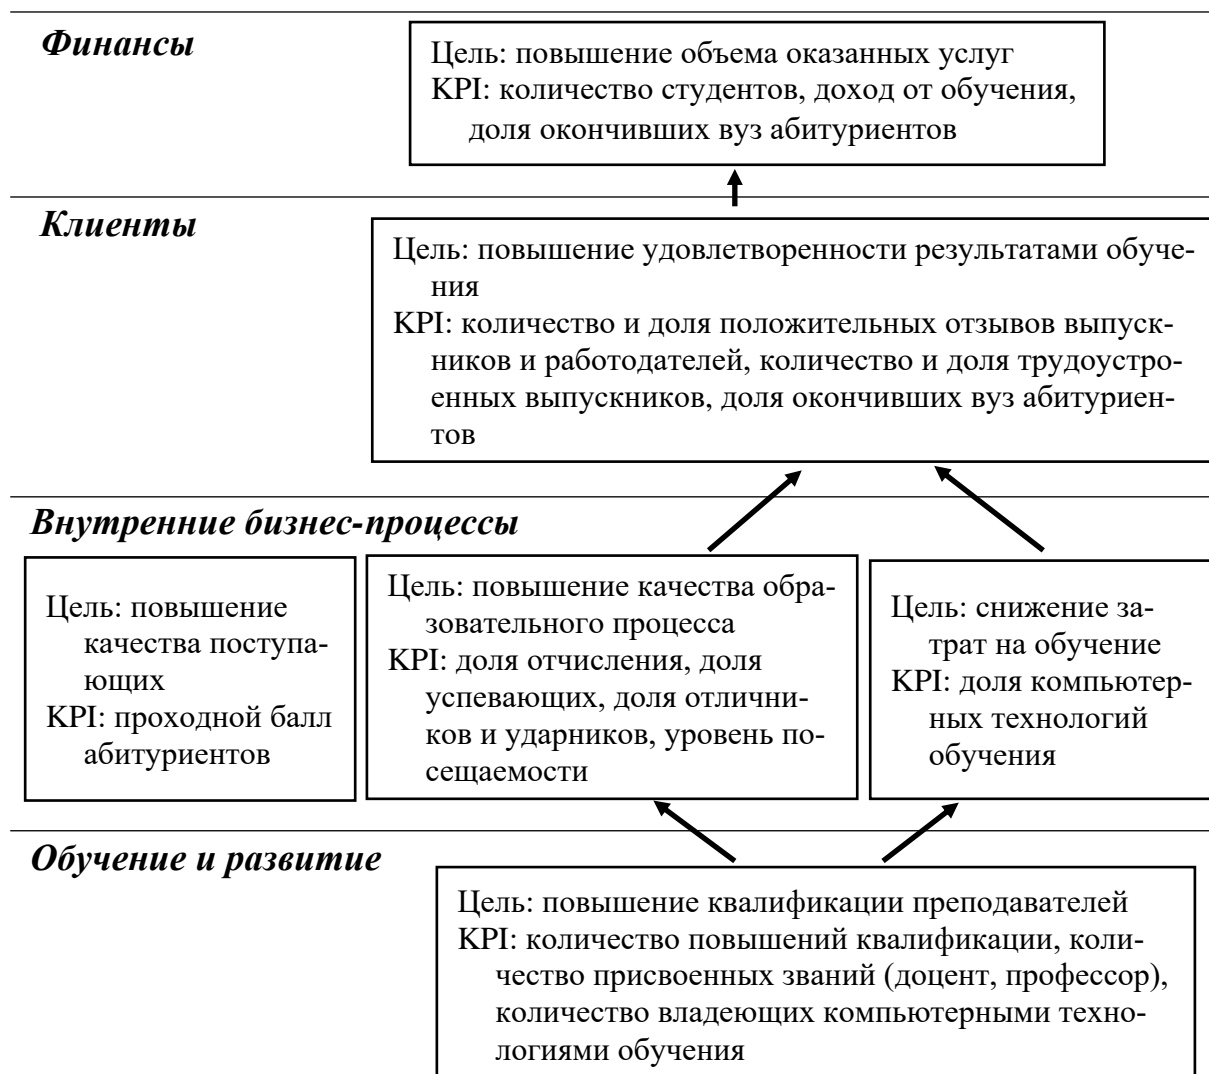 Финансы
Цель: повышение объема оказанных услуг
KPI: количество студентов, доход от обучения,
доля окончивших вуз абитуриентов
Клиенты
Цель: повышение удовлетворенности результатами обуче-
ния
KPI: количество и доля положительных отзывов выпуск-
ников и работодателей, количество и доля трудоустро-
енных выпускников, доля окончивших вуз абитуриен-
тов
Внутренние бизнес-процессы
Цель: повышение
качества поступа-
ющих
KPI: проходной балл
абитуриентов
Цель: повышение качества обра-
зовательного процесса
KPI: доля отчисления, доля
успевающих, доля отлични-
ков и ударников, уровень по-
сещаемости
Цель: снижение за-
трат на обучение
KPI: доля компьютер-
ных технологий
обучения
Обучение и развитие
Цель: повышение квалификации преподавателей
KPI: количество повышений квалификации, коли-
чество присвоенных званий (доцент, профессор),
количество владеющих компьютерными техно-
логиями обучения